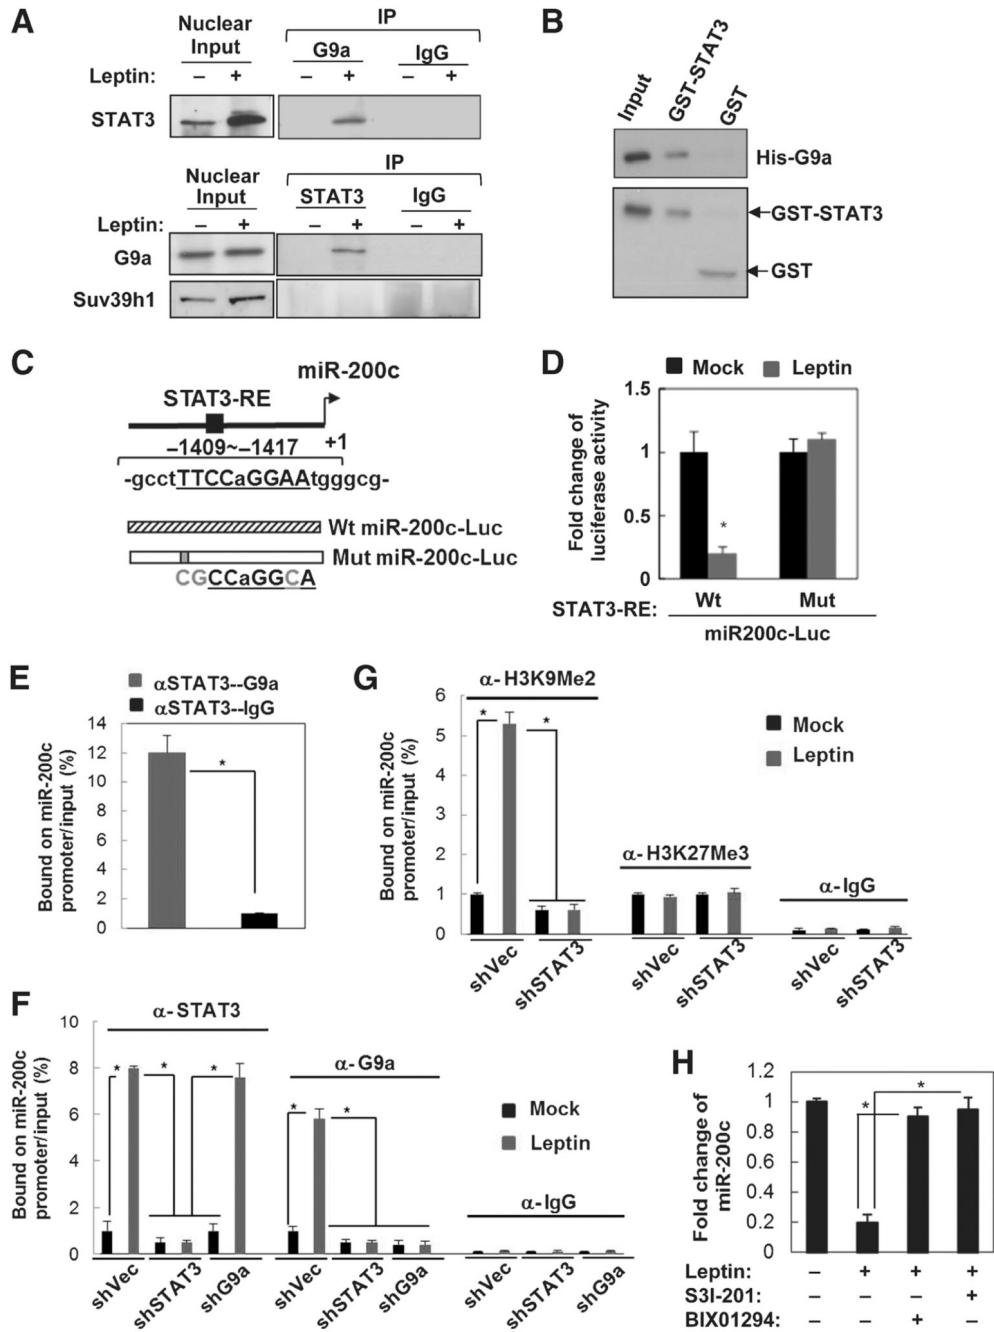 A
Nuclear
Input
IP
G9a
IgG
Leptin: – + – + – +
STAT3
Nuclear
Input
IP
STAT3
IgG
Leptin: – + – + – +
G9a
Suv39h1
B
Input
GST-STAT3
GST
His-G9a
GST-STAT3
GST
C
miR-200c
STAT3-RE
–1409~–1417
+1
-gcctTTCCaGGAAtgggcg-
Wt miR-200c-Luc
Mut miR-200c-Luc
CGCCaGGCA
D
Mock Leptin
Fold change of
luciferase activity
1.5
1
0.5
0
*
STAT3-RE: Wt Mut
miR200c-Luc
E
αSTAT3--G9a
αSTAT3--IgG
Bound on miR-200c
promoter/input (%)
14
12
10
8
6
4
2
0
*
G
α-H3K9Me2
Mock
Leptin
Bound on miR-200c
promoter/input (%)
6
5
4
3
2
1
0
* *
α-H3K27Me3
α-IgG
shVec shSTAT3 shVec shSTAT3 shVec shSTAT3
F
α-STAT3
α-G9a
Mock
Leptin
α-IgG
Bound on miR-200c
promoter/input (%)
10
8
6
4
2
0
* * *
* *
shVec shSTAT3 shG9a shVec shSTAT3 shG9a shVec shSTAT3 shG9a
H
Fold change of
miR-200c
1.2
1
0.8
0.6
0.4
0.2
0
* *
Leptin: – + + +
S3I-201: – – – +
BIX01294: – – + –